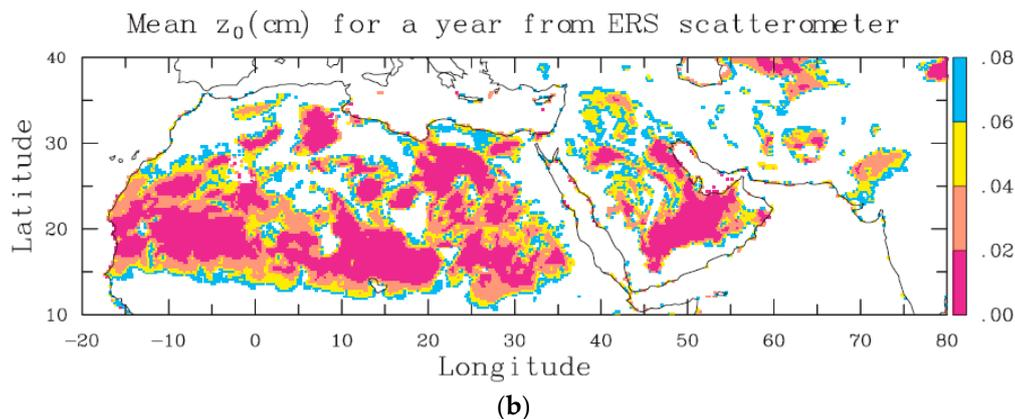 Mean z₀(cm) for a year from ERS scatterometer
40
30
20
10
Latitude
-20 -10 0 10 20 30 40 50 60 70 80
Longitude
.08
.06
.04
.02
.00
(b)